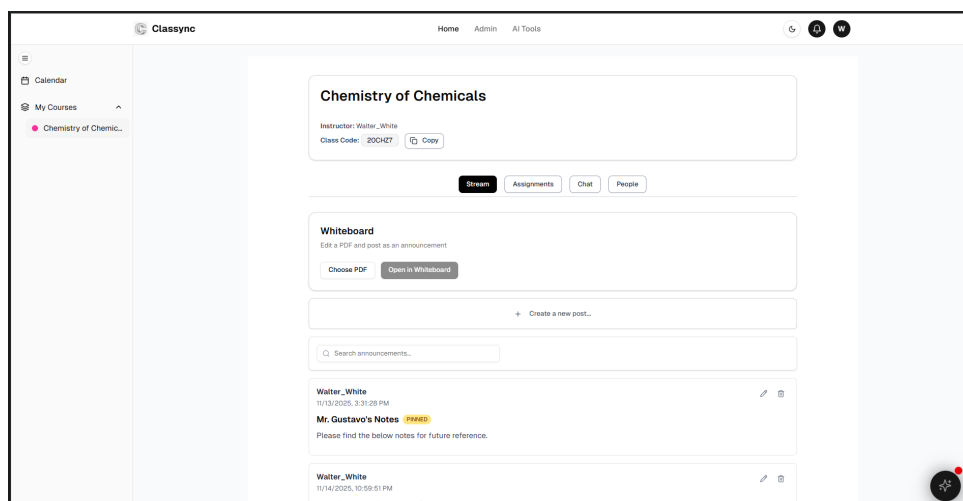 Classync
Home Admin AI Tools
W
Calendar
My Courses
Chemistry of Chemic...
Chemistry of Chemicals
Instructor: Walter_White
Class Code: 20CHZ7 Copy
Stream Assignments Chat People
Whiteboard
Edit a PDF and post as an announcement
Choose PDF Open in Whiteboard
+ Create a new post...
Search announcements...
Walter_White
11/13/2025, 3:31:28 PM
Mr. Gustavo's Notes PINNED
Please find the below notes for future reference.
Walter_White
11/14/2025, 10:59:51 PM